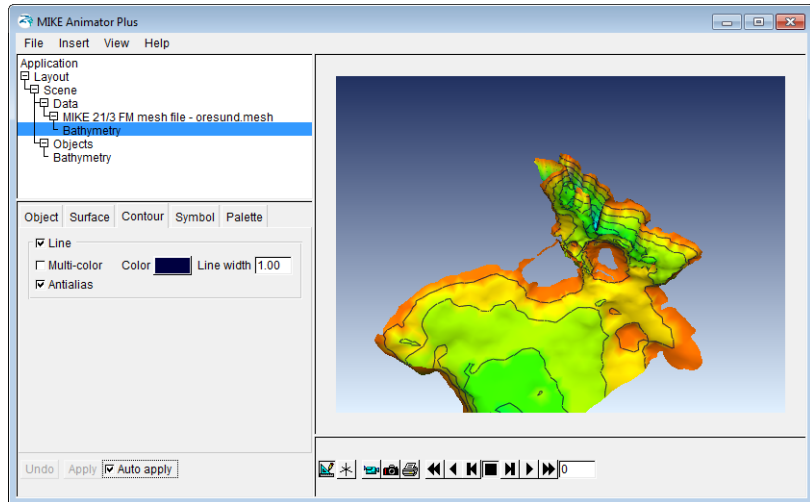 MIKE Animator Plus
File Insert View Help
Application
Layout
Scene
Data
MIKE 21/3 FM mesh file - oresund.mesh
Bathymetry
Objects
Bathymetry
Object Surface Contour Symbol Palette
Line
Multi-color Color Line width 1.00
Antialias
Undo Apply Auto apply
0